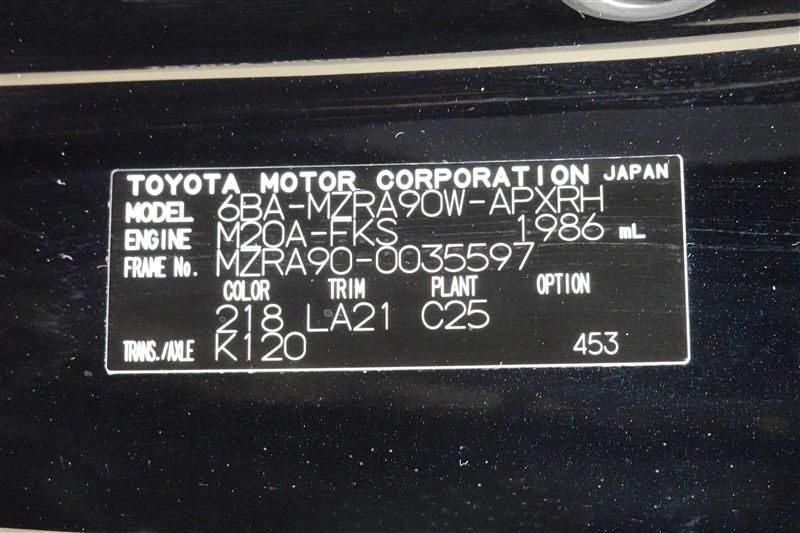 TOYOTA MOTOR CORPORATION JAPAN
MODEL 6BA-MZRA90W-APXRH
ENGINE M20A-FKS 1986 mL
FRAME No. MZRA90-0035597
COLOR TRIM PLANT OPTION
218 LA21 C25
TRANS./AXLE K120 453